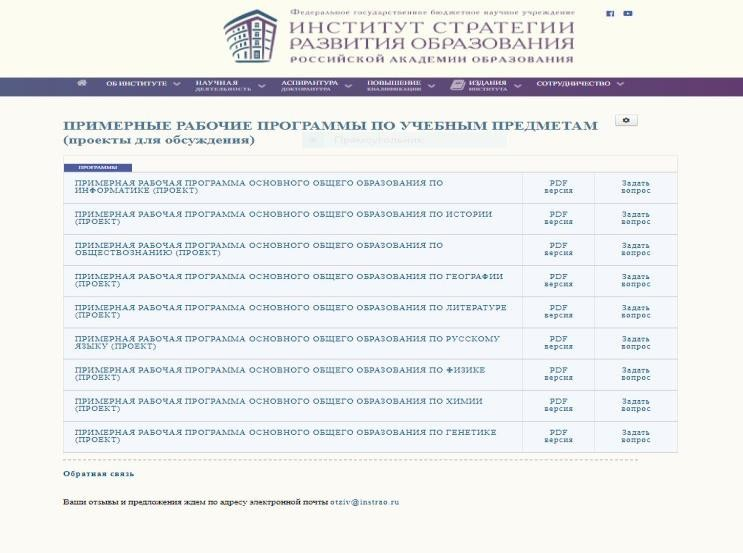 Федеральное государственное бюджетное научное учреждение
ИНСТИТУТ СТРАТЕГИИ
РАЗВИТИЯ ОБРАЗОВАНИЯ
РОССИЙСКОЙ АКАДЕМИИ ОБРАЗОВАНИЯ
ОБ ИНСТИТУТЕ НАУЧНАЯ ДЕЯТЕЛЬНОСТЬ АСПИРАНТУРА ДОКТОРАНТУРА ПОВЫШЕНИЕ КВАЛИФИКАЦИИ ИЗДАНИЯ ИНСТИТУТА СОТРУДНИЧЕСТВО
ПРИМЕРНЫЕ РАБОЧИЕ ПРОГРАММЫ ПО УЧЕБНЫМ ПРЕДМЕТАМ
(проекты для обсуждения)
Прямоугольник
ПРОГРАММЫ
ПРИМЕРНАЯ РАБОЧАЯ ПРОГРАММА ОСНОВНОГО ОБЩЕГО ОБРАЗОВАНИЯ ПО
ИНФОРМАТИКЕ (ПРОЕКТ)
PDF
версия
Задать
вопрос
ПРИМЕРНАЯ РАБОЧАЯ ПРОГРАММА ОСНОВНОГО ОБЩЕГО ОБРАЗОВАНИЯ ПО ИСТОРИИ
(ПРОЕКТ)
PDF
версия
Задать
вопрос
ПРИМЕРНАЯ РАБОЧАЯ ПРОГРАММА ОСНОВНОГО ОБЩЕГО ОБРАЗОВАНИЯ ПО
ОБЩЕСТВОЗНАНИЮ (ПРОЕКТ)
PDF
версия
Задать
вопрос
ПРИМЕРНАЯ РАБОЧАЯ ПРОГРАММА ОСНОВНОГО ОБЩЕГО ОБРАЗОВАНИЯ ПО ГЕОГРАФИИ
(ПРОЕКТ)
PDF
версия
Задать
вопрос
ПРИМЕРНАЯ РАБОЧАЯ ПРОГРАММА ОСНОВНОГО ОБЩЕГО ОБРАЗОВАНИЯ ПО ЛИТЕРАТУРЕ
(ПРОЕКТ)
PDF
версия
Задать
вопрос
ПРИМЕРНАЯ РАБОЧАЯ ПРОГРАММА ОСНОВНОГО ОБЩЕГО ОБРАЗОВАНИЯ ПО РУССКОМУ
ЯЗЫКУ (ПРОЕКТ)
PDF
версия
Задать
вопрос
ПРИМЕРНАЯ РАБОЧАЯ ПРОГРАММА ОСНОВНОГО ОБЩЕГО ОБРАЗОВАНИЯ ПО ФИЗИКЕ
(ПРОЕКТ)
PDF
версия
Задать
вопрос
ПРИМЕРНАЯ РАБОЧАЯ ПРОГРАММА ОСНОВНОГО ОБЩЕГО ОБРАЗОВАНИЯ ПО ХИМИИ
(ПРОЕКТ)
PDF
версия
Задать
вопрос
ПРИМЕРНАЯ РАБОЧАЯ ПРОГРАММА ОСНОВНОГО ОБЩЕГО ОБРАЗОВАНИЯ ПО ГЕНЕТИКЕ
(ПРОЕКТ)
PDF
версия
Задать
вопрос
Обратная связь
Ваши отзывы и предложения ждем по адресу электронной почты otziv@instrao.ru